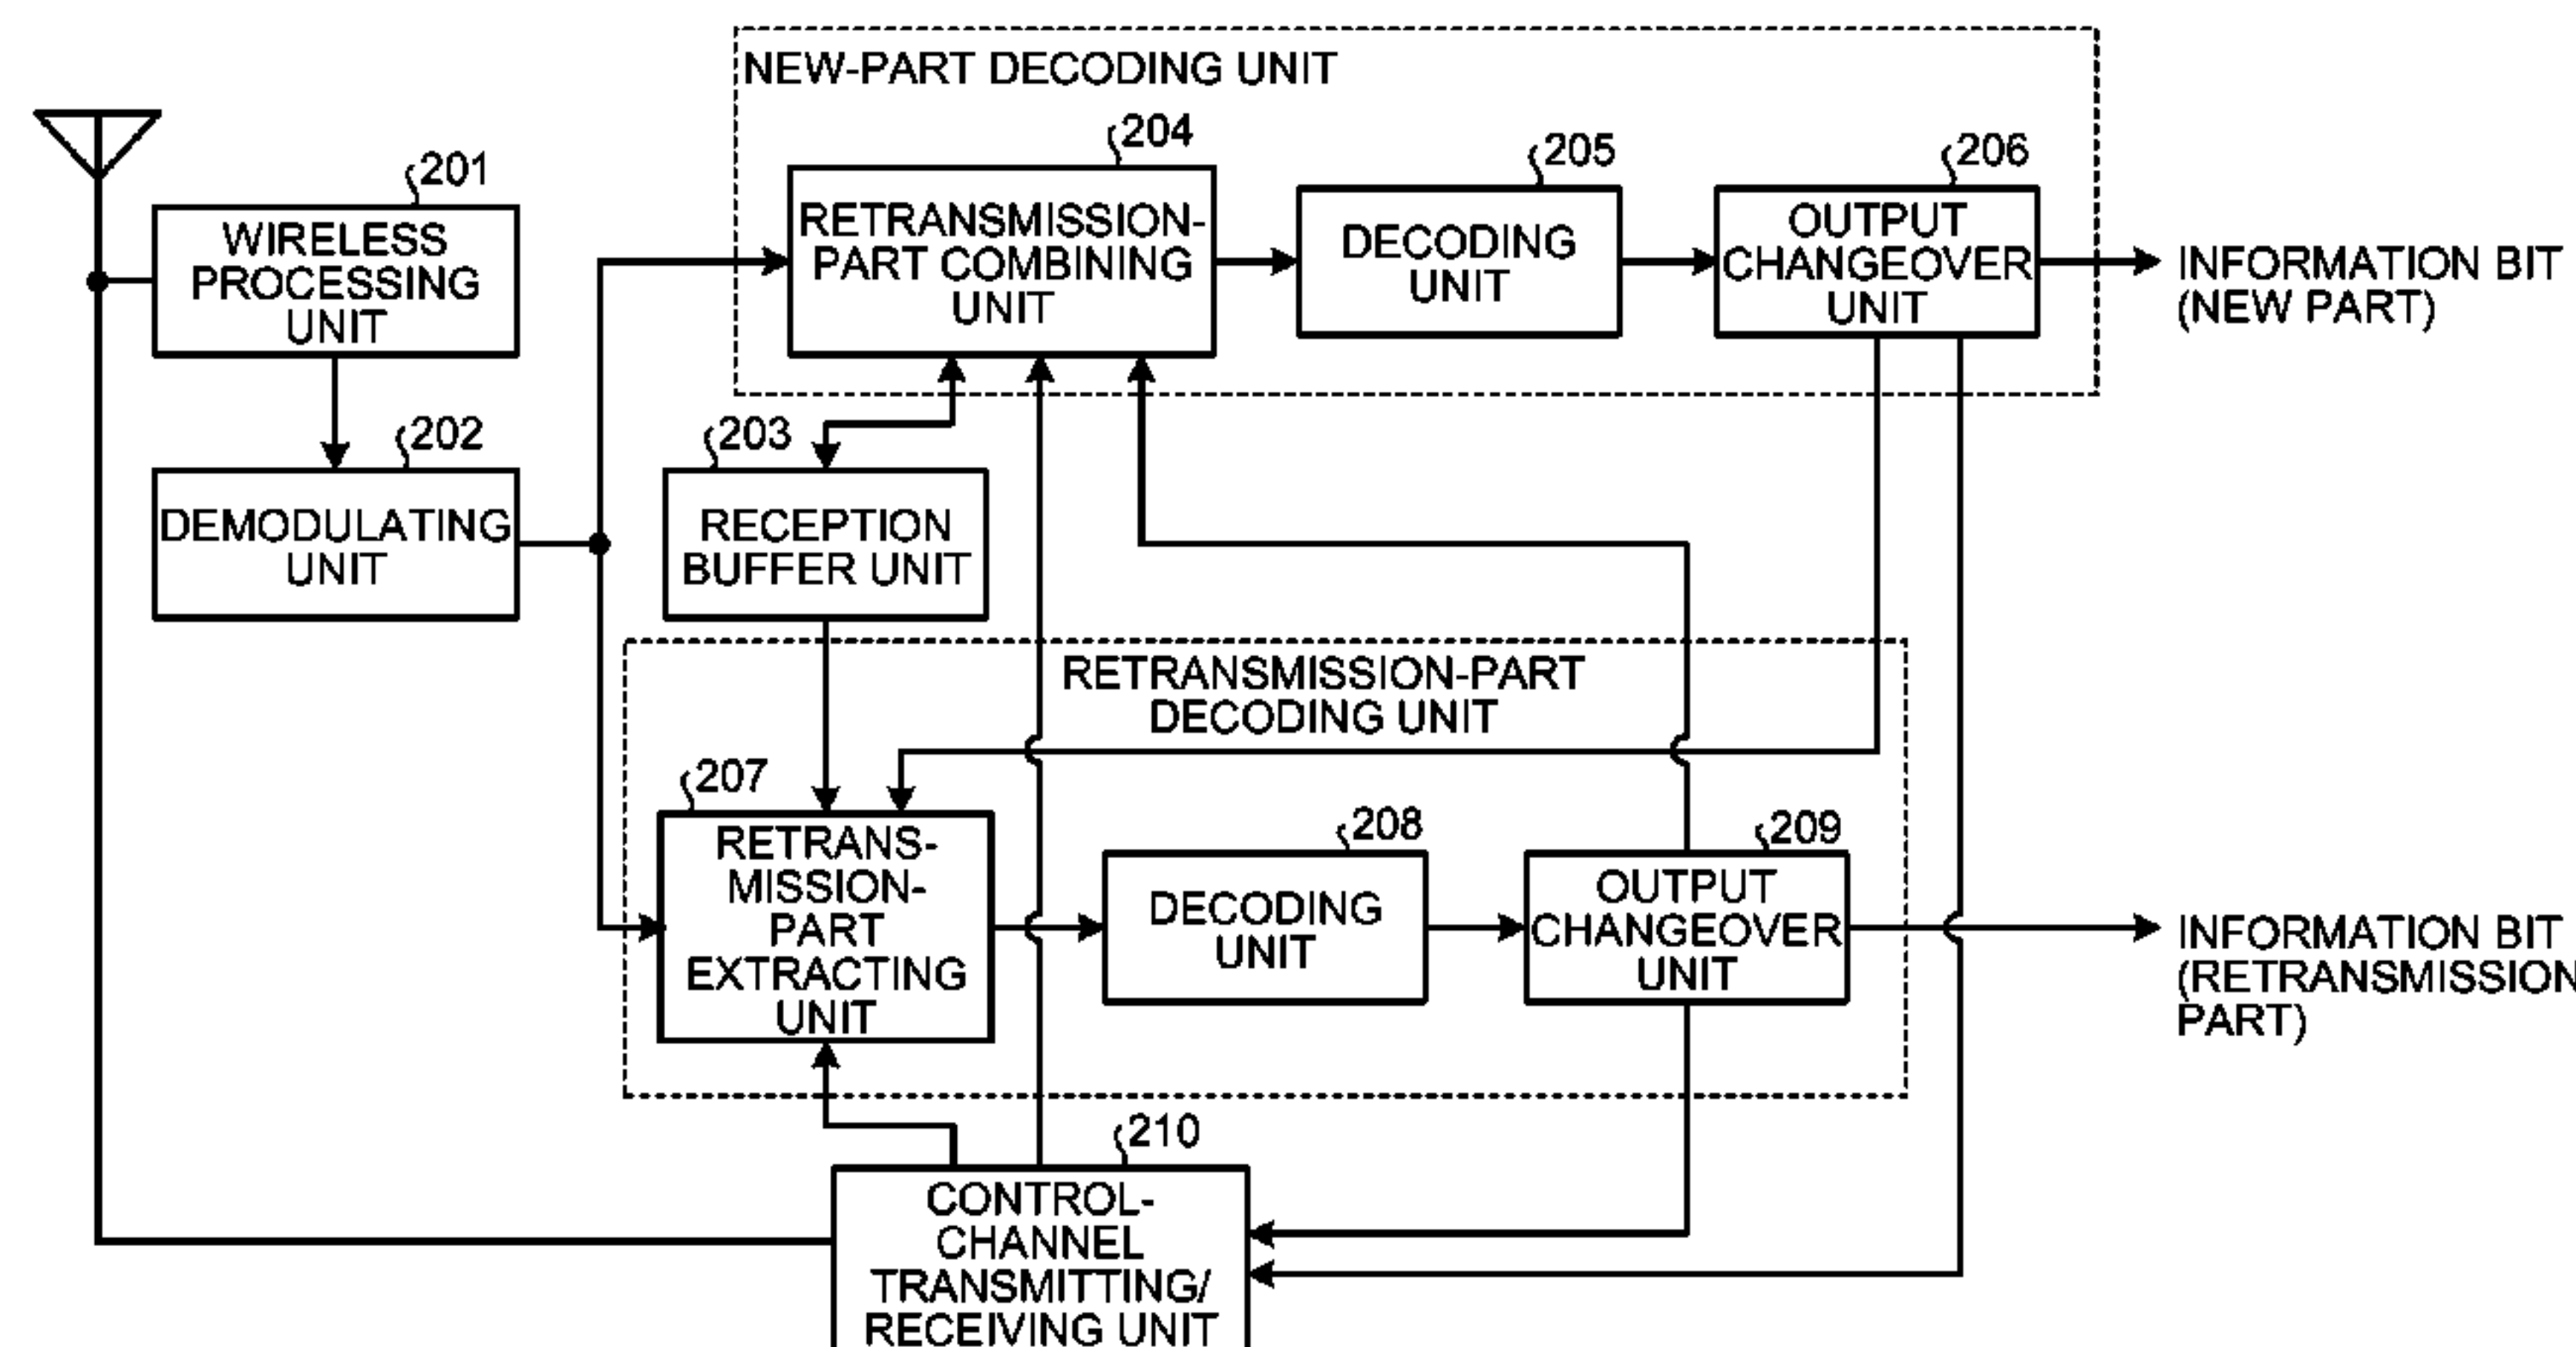 NEW-PART DECODING UNIT
204
205
206
201
WIRELESS
PROCESSING
UNIT
RETRANSMISSION-
PART COMBINING
UNIT
DECODING
UNIT
OUTPUT
CHANGEOVER
UNIT
INFORMATION BIT
(NEW PART)
202
203
DEMODULATING
UNIT
RECEPTION
BUFFER UNIT
RETRANSMISSION-PART
DECODING UNIT
207
208
209
RETRANS-
MISSION-
PART
EXTRACTING
UNIT
DECODING
UNIT
OUTPUT
CHANGEOVER
UNIT
INFORMATION BIT
(RETRANSMISSION
PART)
210
CONTROL-
CHANNEL
TRANSMITTING/
RECEIVING UNIT